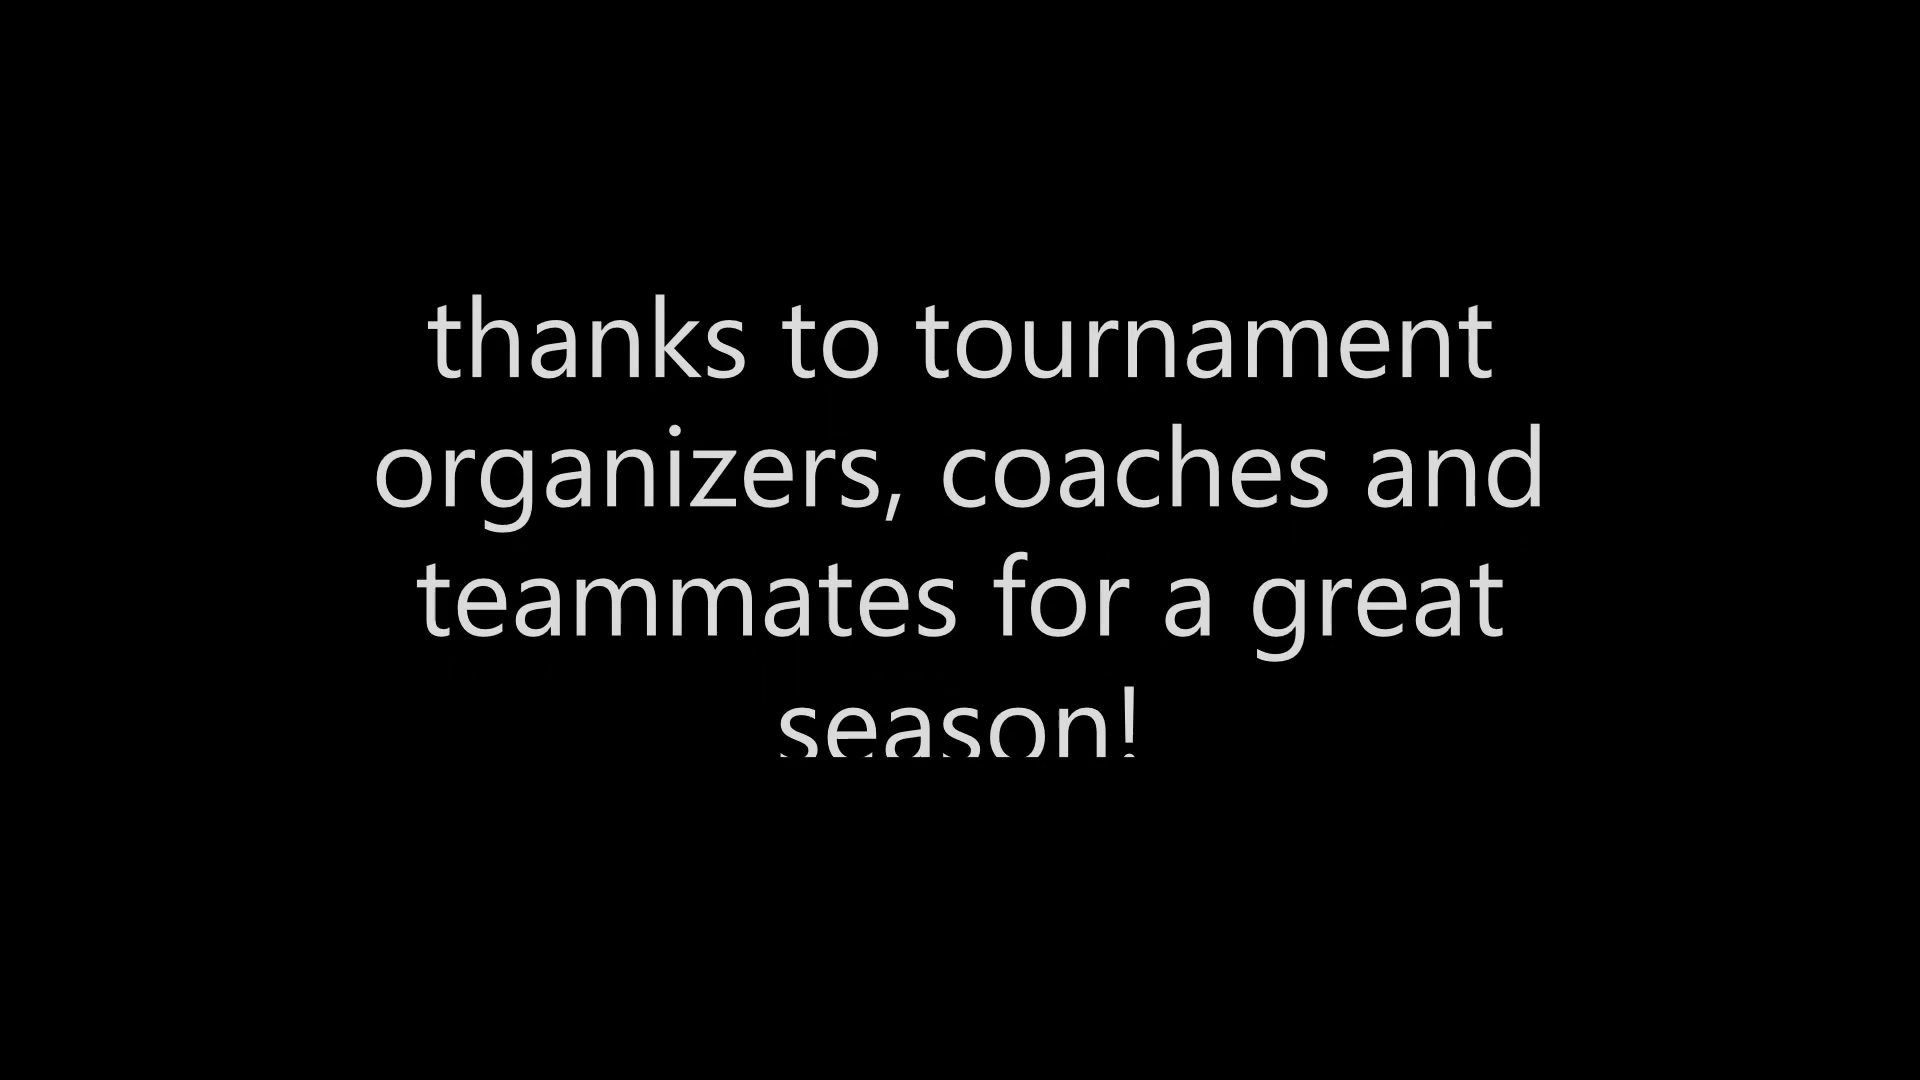 thanks to tournament
organizers, coaches and
teammates for a great
season!